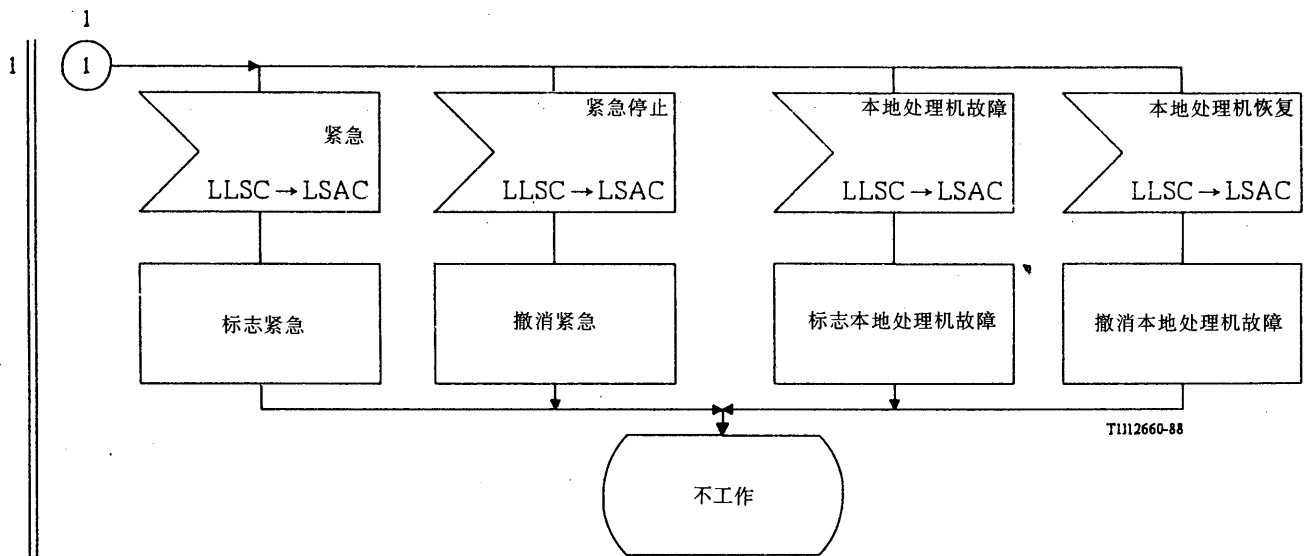 1
1
1
紧急
LLSC→LSAC
紧急停止
LLSC→LSAC
本地处理机故障
LLSC→LSAC
本地处理机恢复
LLSC→LSAC
标志紧急
撤消紧急
标志本地处理机故障
撤消本地处理机故障
T1112660-88
不工作